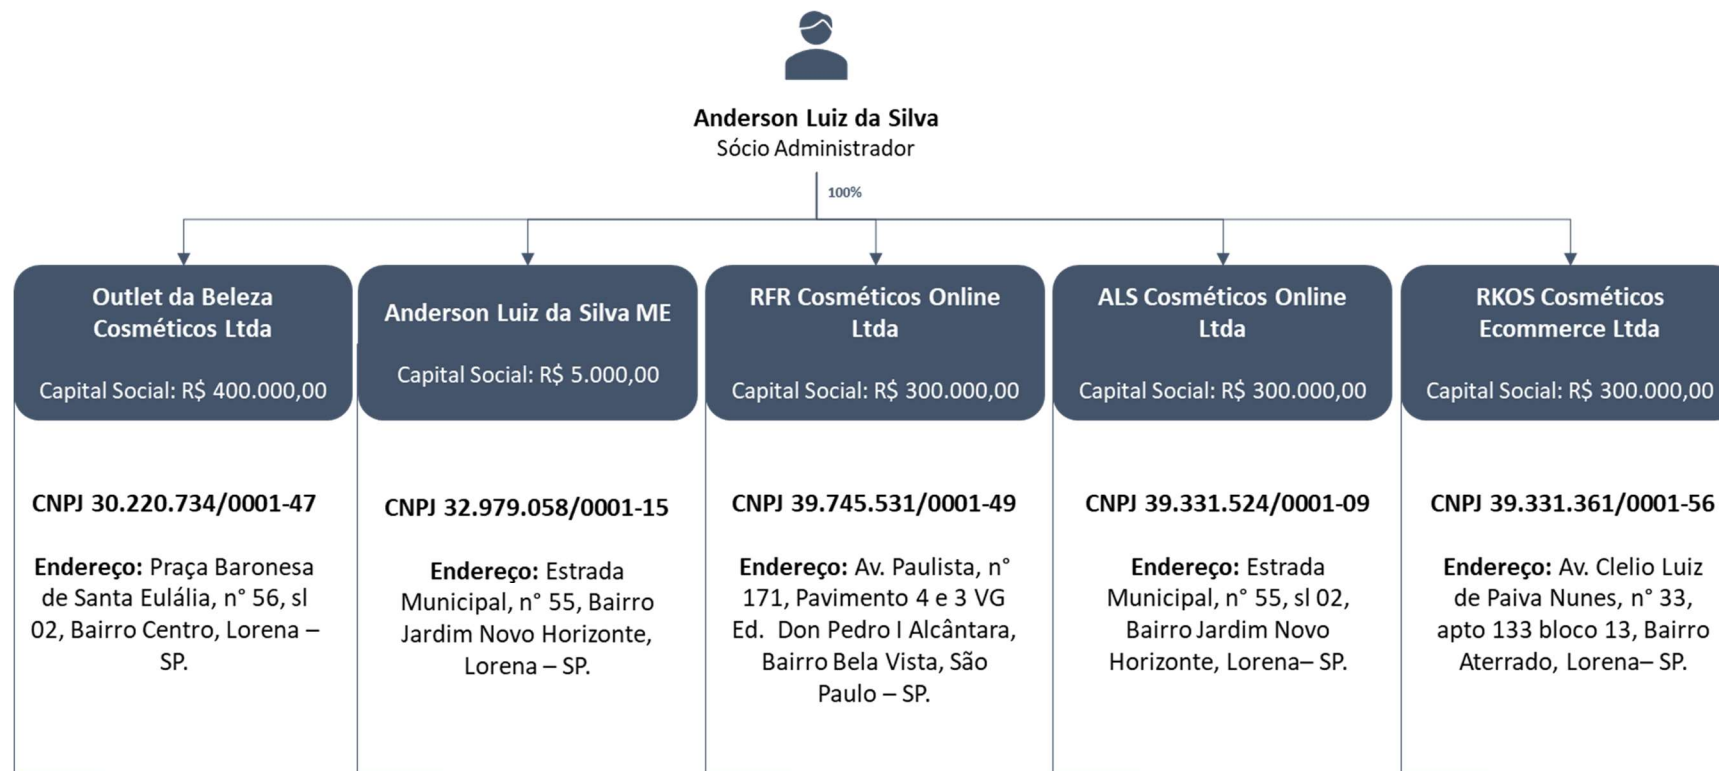 Anderson Luiz da Silva
Sócio Administrador
100%
Outlet da Beleza
Cosméticos Ltda
Capital Social: R$ 400.000,00
Anderson Luiz da Silva ME
Capital Social: R$ 5.000,00
RFR Cosméticos Online
Ltda
Capital Social: R$ 300.000,00
ALS Cosméticos Online
Ltda
Capital Social: R$ 300.000,00
RKOS Cosméticos
Ecommerce Ltda
Capital Social: R$ 300.000,00
CNPJ 30.220.734/0001-47
Endereço: Praça Baronesa
de Santa Eulália, n° 56, sl
02, Bairro Centro, Lorena –
SP.
CNPJ 32.979.058/0001-15
Endereço: Estrada
Municipal, n° 55, Bairro
Jardim Novo Horizonte,
Lorena – SP.
CNPJ 39.745.531/0001-49
Endereço: Av. Paulista, n°
171, Pavimento 4 e 3 VG
Ed. Don Pedro I Alcântara,
Bairro Bela Vista, São
Paulo – SP.
CNPJ 39.331.524/0001-09
Endereço: Estrada
Municipal, n° 55, sl 02,
Bairro Jardim Novo
Horizonte, Lorena– SP.
CNPJ 39.331.361/0001-56
Endereço: Av. Clelio Luiz
de Paiva Nunes, n° 33,
apto 133 bloco 13, Bairro
Aterrado, Lorena– SP.